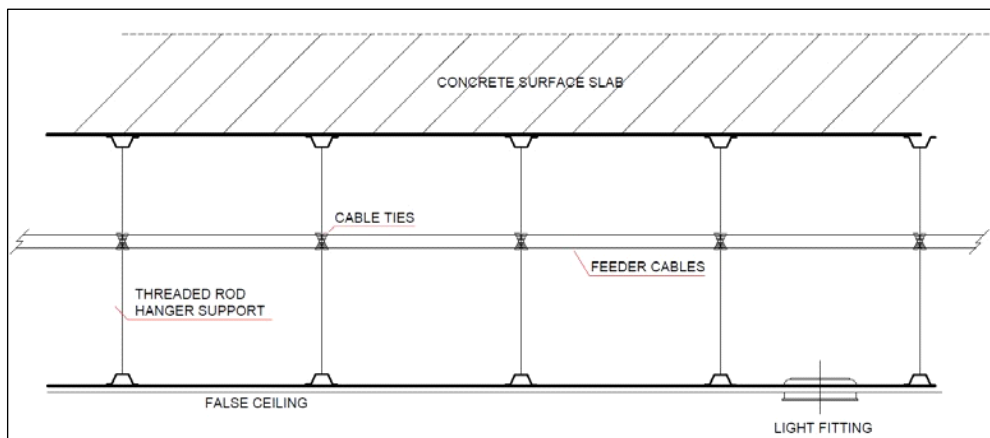 CONCRETE SURFACE SLAB
CABLE TIES
FEEDER CABLES
THREADED ROD
HANGER SUPPORT
FALSE CEILING
LIGHT FITTING